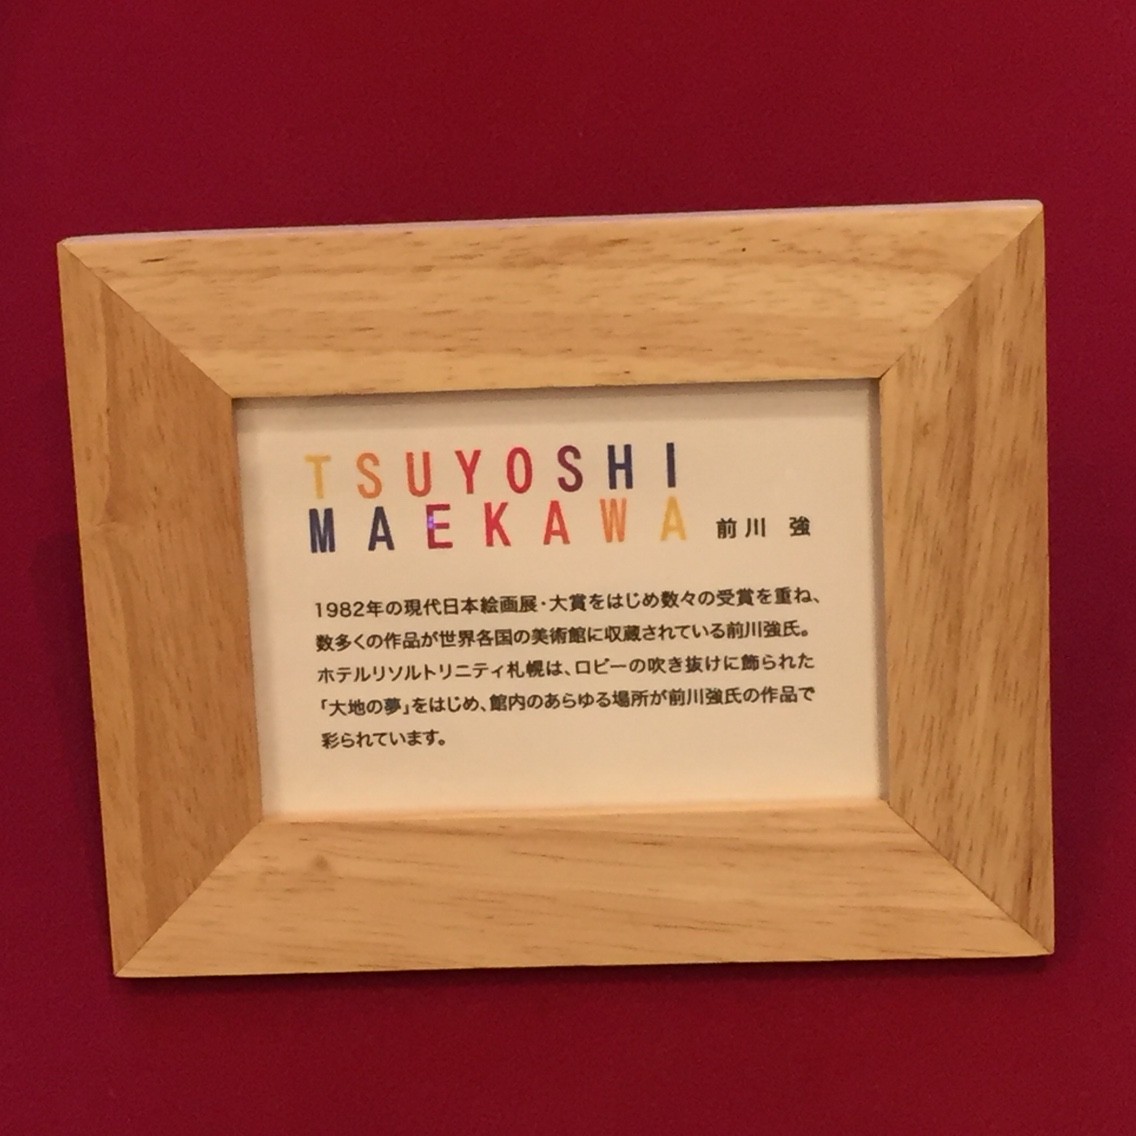 TSUYOSHI
MAEKAWA 前川 強
1982年の現代日本絵画展・大賞をはじめ数々の受賞を重ね、
数多くの作品が世界各国の美術館に収蔵されている前川強氏。
ホテルリソルトリニティ札幌は、ロビーの吹き抜けに飾られた
「大地の夢」をはじめ、館内のあらゆる場所が前川強氏の作品で
彩られています。